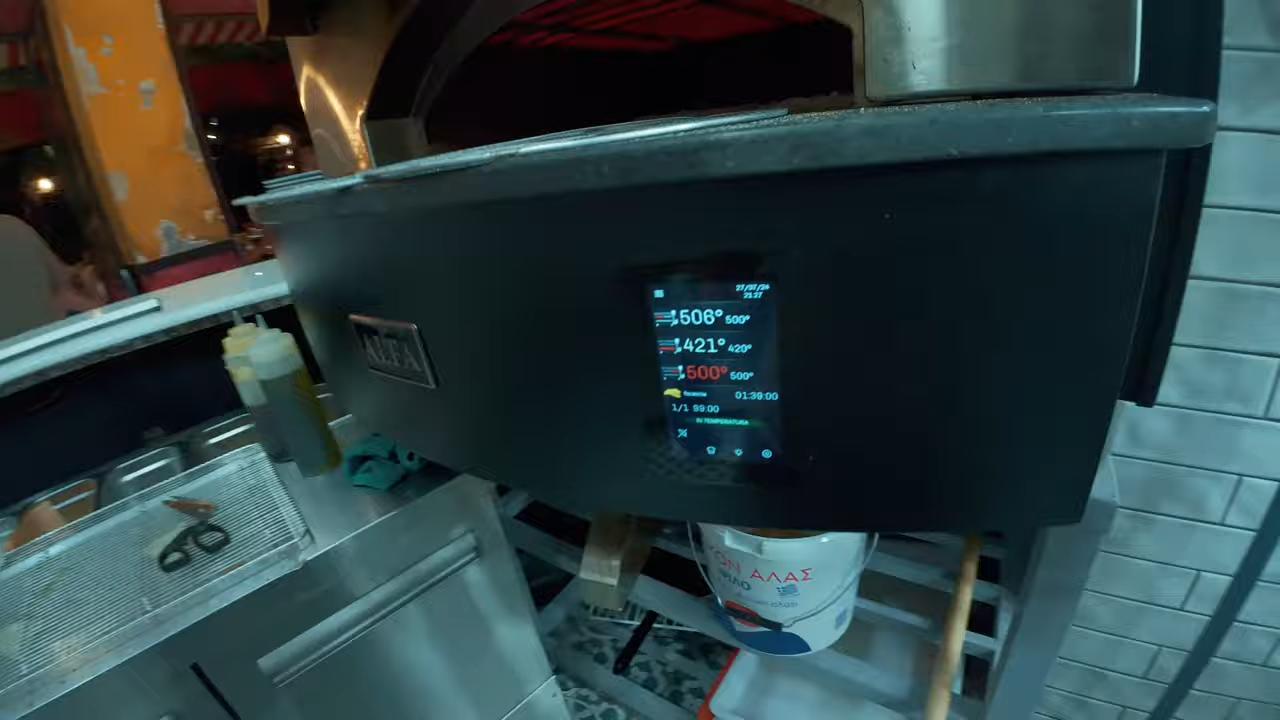 27/07/24
21:27
506° 500°
421° 420°
500° 500°
01:39:00
1/1 99:00
IN TEMPERATURA
ALFA
ΑΛΑΣ